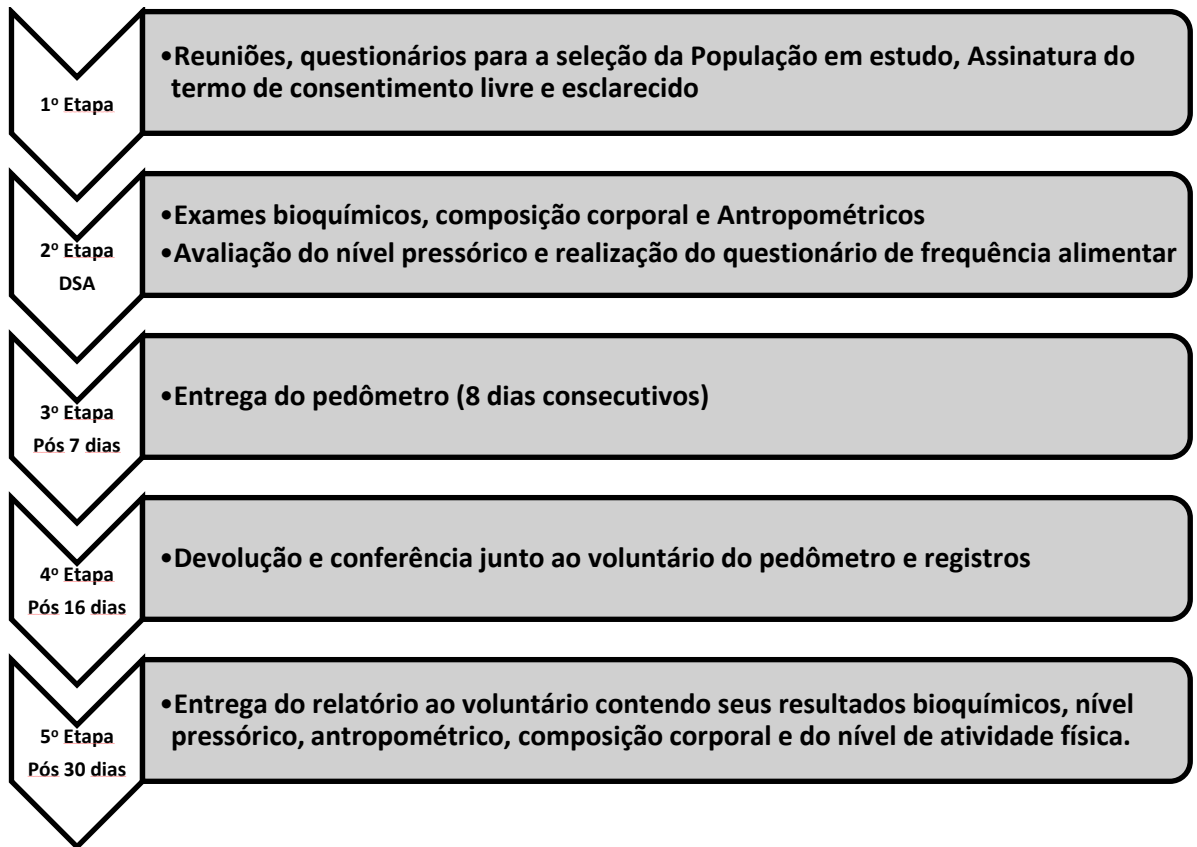 1º Etapa
•Reuniões, questionários para a seleção da População em estudo, Assinatura do
termo de consentimento livre e esclarecido
2º Etapa
DSA
•Exames bioquímicos, composição corporal e Antropométricos
•Avaliação do nível pressórico e realização do questionário de frequência alimentar
3º Etapa
Pós 7 dias
•Entrega do pedômetro (8 dias consecutivos)
4º Etapa
Pós 16 dias
•Devolução e conferência junto ao voluntário do pedômetro e registros
5º Etapa
Pós 30 dias
•Entrega do relatório ao voluntário contendo seus resultados bioquímicos, nível
pressórico, antropométrico, composição corporal e do nível de atividade física.